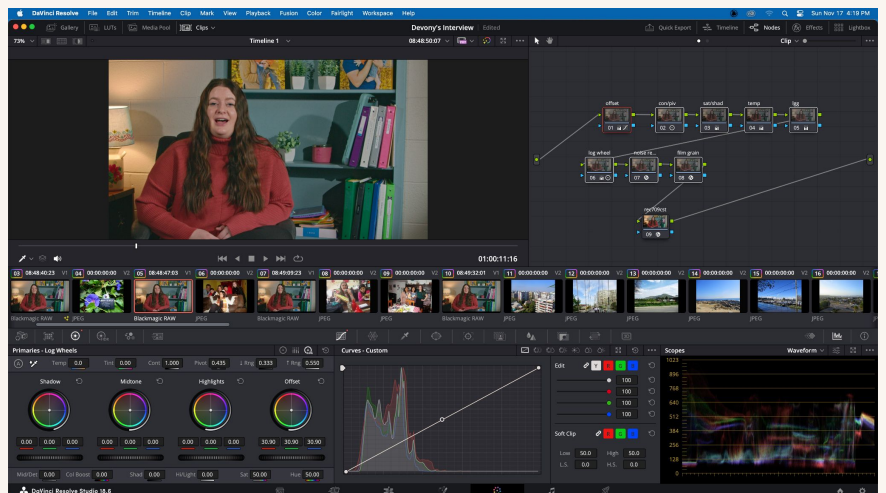 DaVinci Resolve File Edit Trim Timeline Clip Mark View Playback Fusion Color Fairlight Workspace Help Sun Nov 17 4:19 PM
Gallery LUTs Media Pool Clips Devony's Interview Edited Quick Export Timeline Nodes Effects Lightbox
73% Timeline 1 08:48:50:07 Clip
offset con/piv sat/shad temp lgg
01 02 03 04 05
log wheel noise re... film grain
06 07 08
rec709cst
09
01:00:11:16
03 08:48:40:23 V1 04 00:00:00:00 V2 05 08:48:47:03 V1 06 00:00:00:00 V2 07 08:49:09:23 V1 08 00:00:00:00 V2 09 00:00:00:00 V2 10 08:49:32:01 V1 11 00:00:00:00 V2 12 00:00:00:00 V2 13 00:00:00:00 V2 14 00:00:00:00 V2 15 00:00:00:00 V2 16 00:00:00:00 V2
Blackmagic RAW JPEG Blackmagic RAW JPEG Blackmagic RAW JPEG JPEG Blackmagic RAW JPEG JPEG JPEG JPEG JPEG JPEG
Primaries - Log Wheels Curves - Custom Scopes Waveform
A Temp 0.0 Tint 0.00 Cont 1.000 Pivot 0.435 L Rng 0.333 T Rng 0.550 Edit Y R G B 1023
Shadow Midtone Highlights Offset 100 896
100 768
100 640
100 512
0.00 0.00 0.00 0.00 0.00 0.00 0.00 0.00 0.00 30.90 30.90 30.90 Soft Clip R G B 384
Low 50.0 High 50.0 256
L.S. 0.0 H.S. 0.0 128
Mid/Det 0.00 Col Boost 0.00 Shad 0.00 Hi/Light 0.00 Sat 50.00 Hue 50.00 0
DaVinci Resolve Studio 18.6